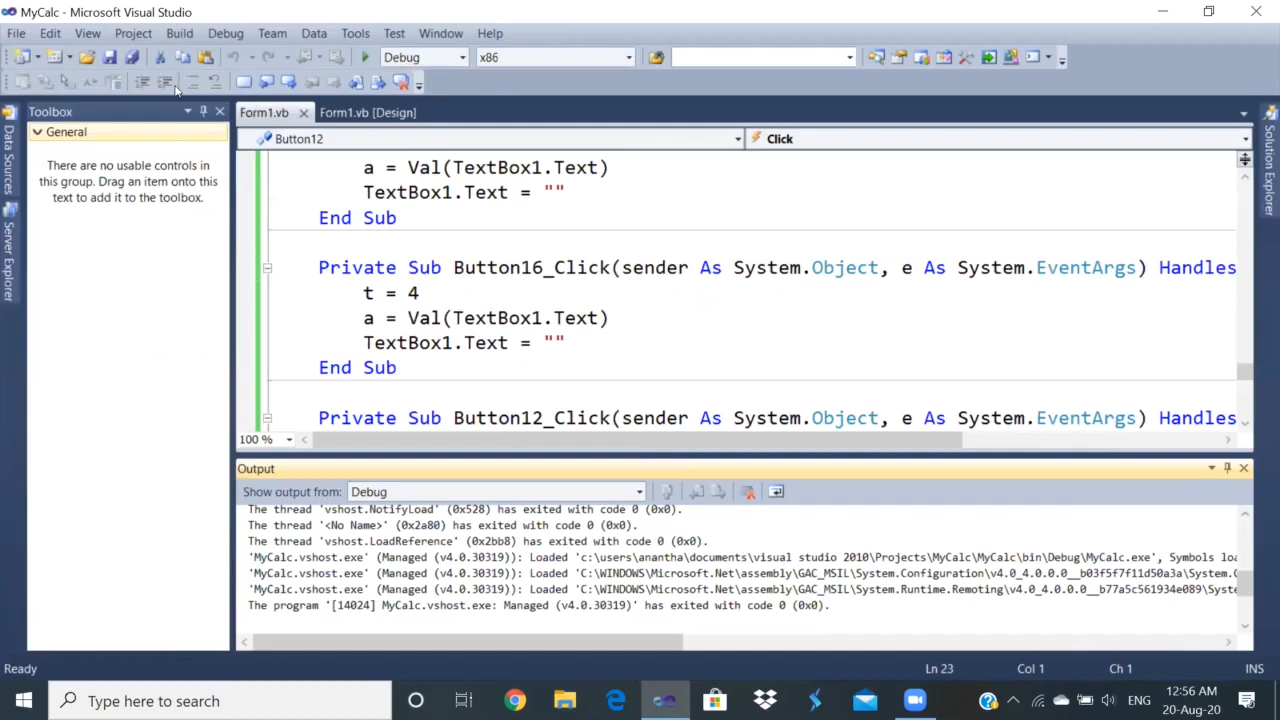 MyCalc - Microsoft Visual Studio
File Edit View Project Build Debug Team Data Tools Test Window Help
Debug x86
Toolbox
Form1.vb Form1.vb [Design]
General
Button12 Click
There are no usable controls in
this group. Drag an item onto this
text to add it to the toolbox.
Data Sources
Server Explorer
Solution Explorer
a = Val(TextBox1.Text)
TextBox1.Text = ""
End Sub
Private Sub Button16_Click(sender As System.Object, e As System.EventArgs) Handles
t = 4
a = Val(TextBox1.Text)
TextBox1.Text = ""
End Sub
Private Sub Button12_Click(sender As System.Object, e As System.EventArgs) Handles
100 %
Output
Show output from: Debug
The thread 'vshost.NotifyLoad' (0x528) has exited with code 0 (0x0).
The thread '<No Name>' (0x2a80) has exited with code 0 (0x0).
The thread 'vshost.LoadReference' (0x2bb8) has exited with code 0 (0x0).
'MyCalc.vshost.exe' (Managed (v4.0.30319)): Loaded 'c:\users\anantha\documents\visual studio 2010\Projects\MyCalc\MyCalc\bin\Debug\MyCalc.exe', Symbols loa
'MyCalc.vshost.exe' (Managed (v4.0.30319)): Loaded 'C:\WINDOWS\Microsoft.Net\assembly\GAC_MSIL\System.Configuration\v4.0_4.0.0.0__b03f5f7f11d50a3a\System.C
'MyCalc.vshost.exe' (Managed (v4.0.30319)): Loaded 'C:\WINDOWS\Microsoft.Net\assembly\GAC_MSIL\System.Runtime.Remoting\v4.0_4.0.0.0__b77a5c561934e089\Syste
The program '[14024] MyCalc.vshost.exe: Managed (v4.0.30319)' has exited with code 0 (0x0).
Ready Ln 23 Col 1 Ch 1 INS
Type here to search
ENG
12:56 AM
20-Aug-20